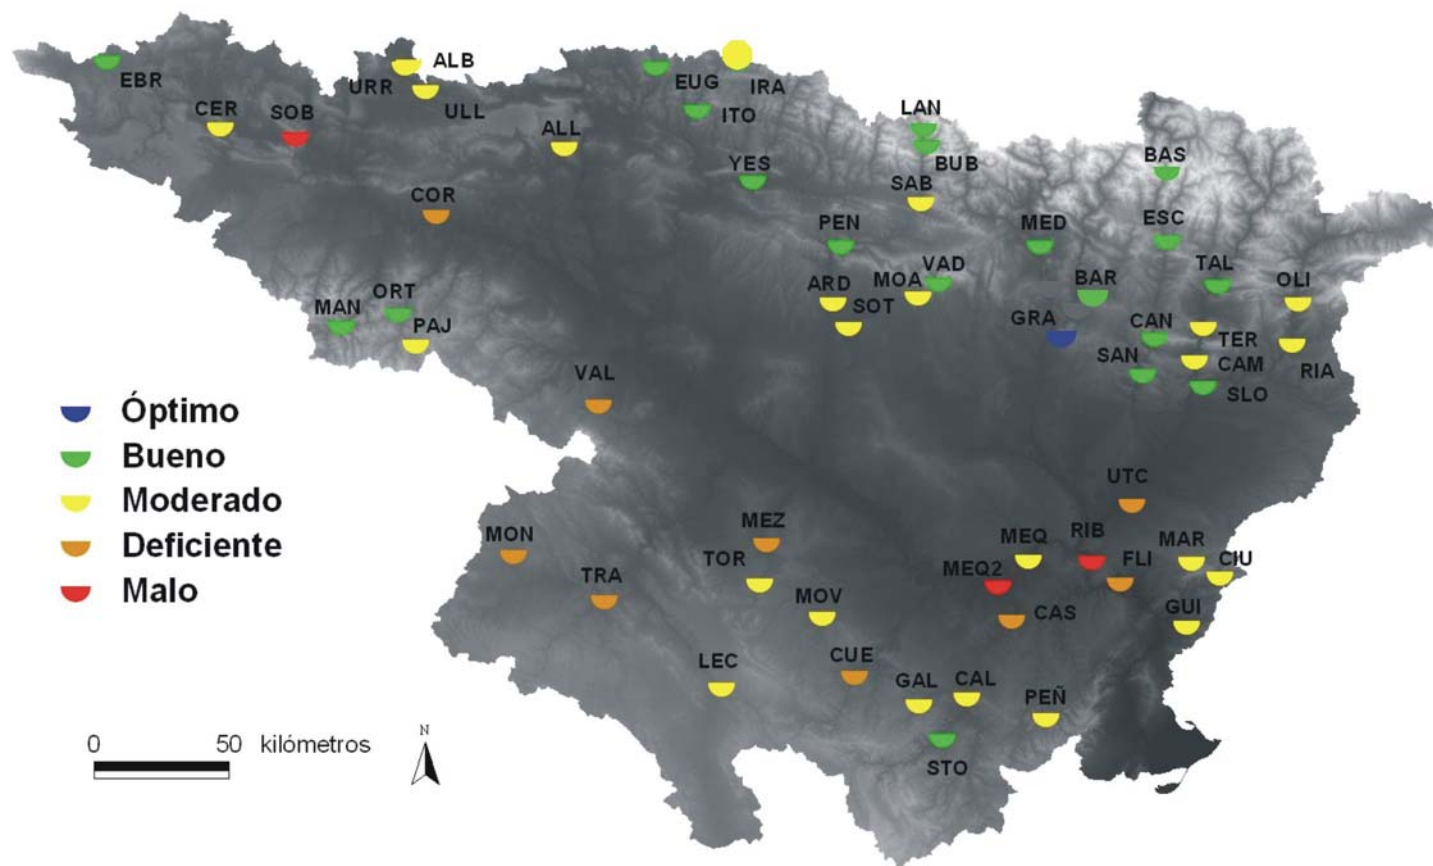 ALB
EBR
URR
EUG
IRA
ULL
CER
SOB
ITO
LAN
ALL
BUB
BAS
YES
SAB
COR
PEN
MED
ESC
VAD
TAL
ARD
MOA
BAR
OLI
MAN
ORT
SOT
GRA
CAN
PAJ
TER
SAN
CAM
RIA
VAL
SLO
Óptimo
Bueno
Moderado
Deficiente
Malo
UTC
MEZ
MON
MEQ
RIB
MAR
TOR
MEQ2
FLI
CIU
TRA
MOV
CAS
GUI
LEC
CUE
GAL
CAL
PEÑ
STO
N
0 50 kilómetros